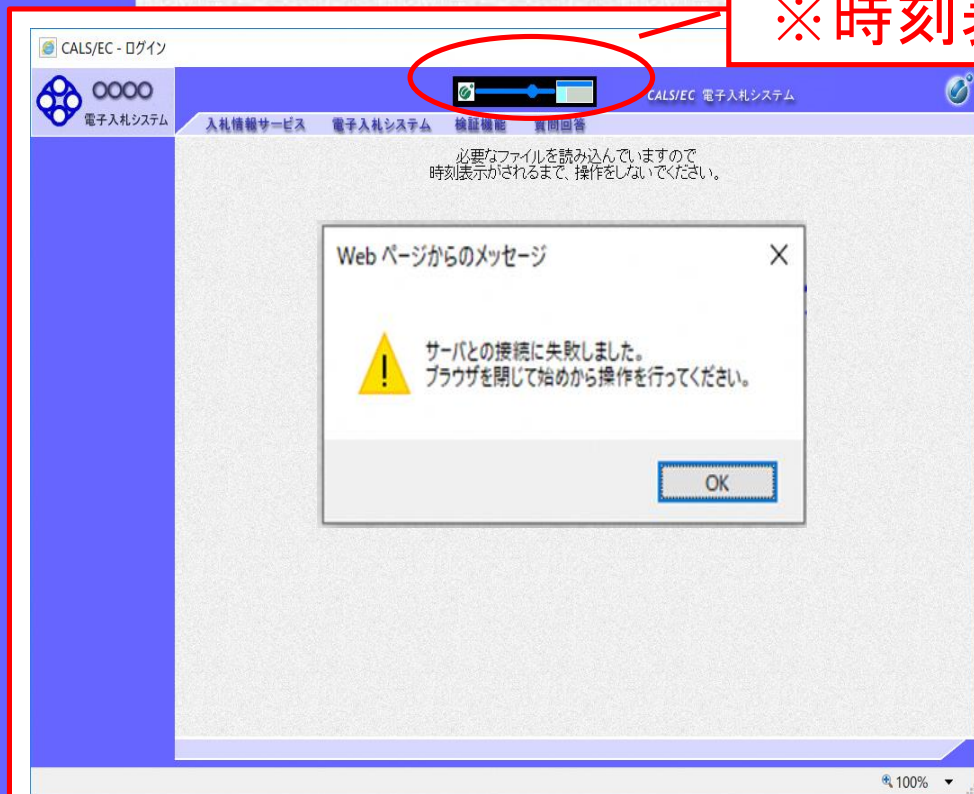 ※時刻
CALS/EC - ログイン
〇〇〇〇
電子入札システム
CALS/EC 電子入札システム
入札情報サービス 電子入札システム 検証機能 質問回答
必要なファイルを読み込んでいますので
時刻表示がされるまで、操作をしないでください。
Web ページからのメッセージ
サーバとの接続に失敗しました。
ブラウザを閉じて始めから操作を行ってください。
OK
100%